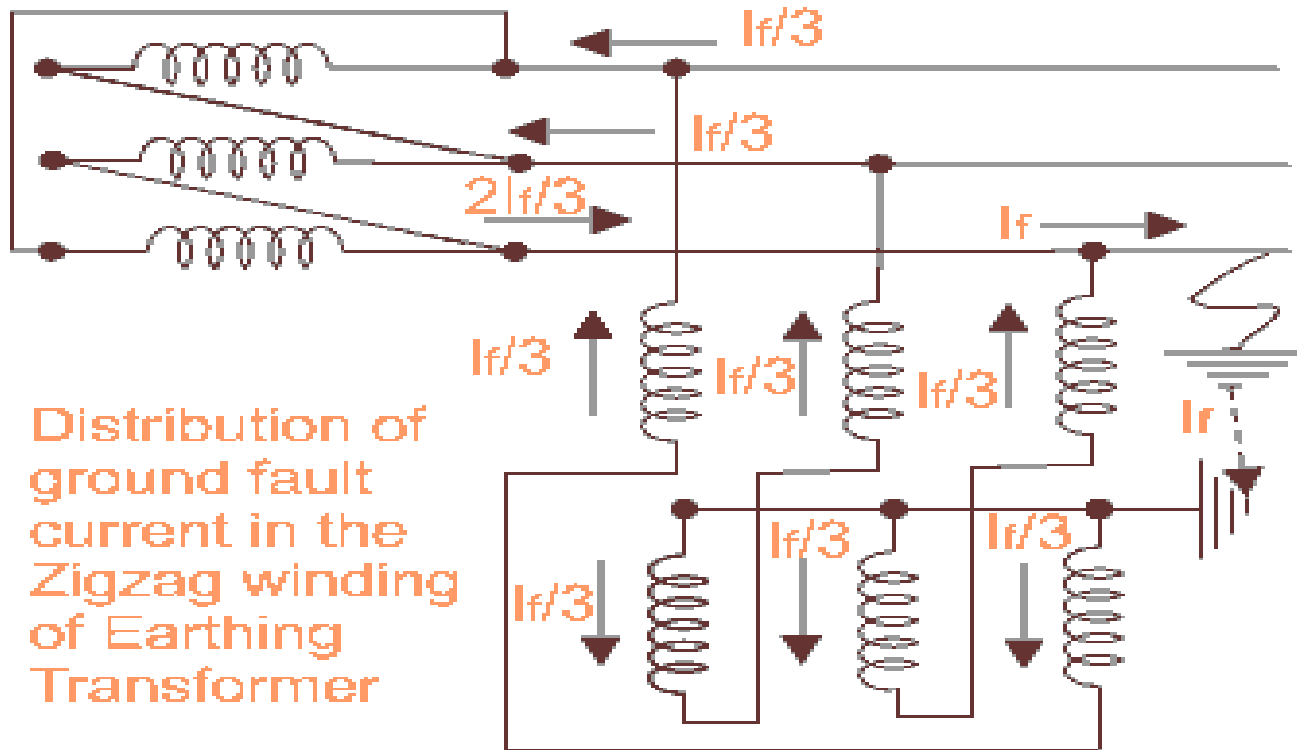 If/3
If/3
2If/3
If
If/3
If/3
If/3
Ir
If/3
If/3
If/3
Distribution of
ground fault
current in the
Zigzag winding
of Earthing
Transformer